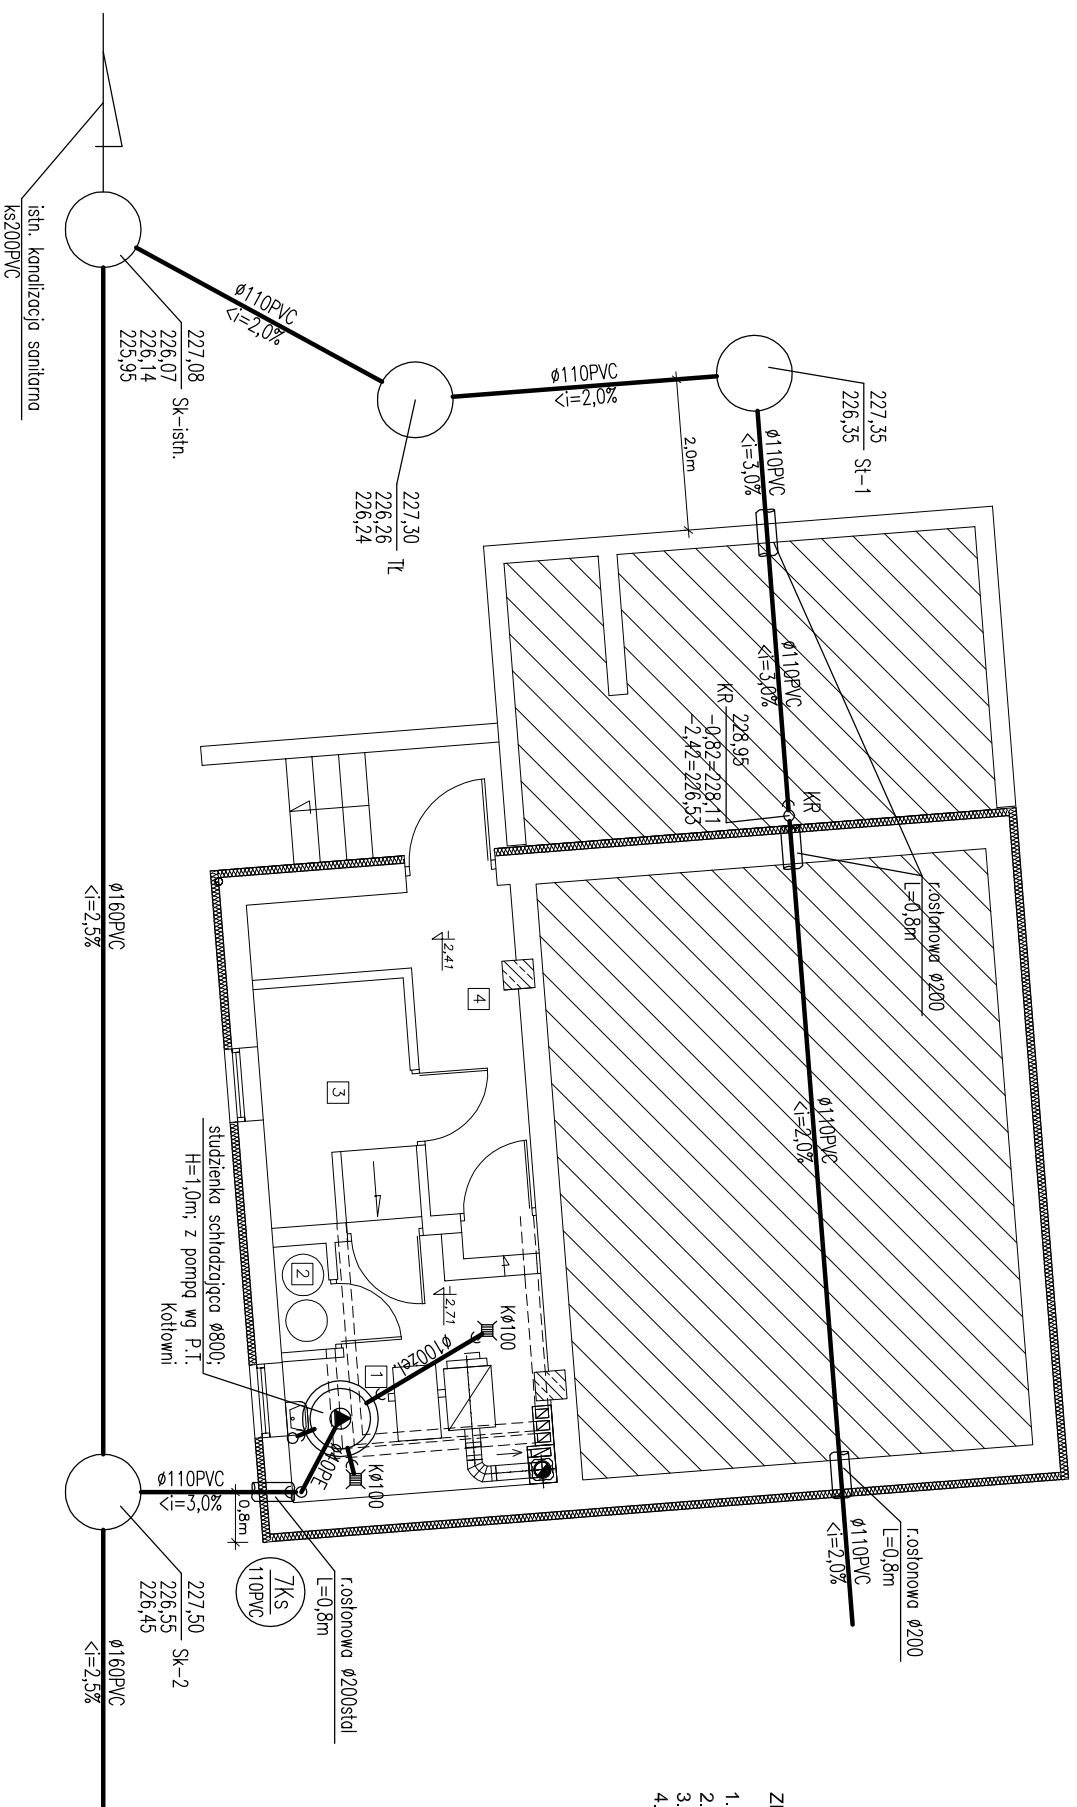 227,35
226,35
St-1
ø110PVC
<i=3,0%
ø110PVC
<i=2,0%
2,0m
227,30
226,26
226,24
TŁ
ø110PVC
<i=2,0%
227,08
226,07
226,14
225,95
Sk-istn.
istn. kanalizacja sanitarna
ks200PVC
ø110PVC
<i=3,0%
KR
228,95
-0,82=228,11
-2,42=226,53
KR
r.osłonowa ø200
L=0,8m
ø110PVC
<i=2,0%
r.osłonowa ø200
L=0,8m
ø110PVC
<i=2,0%
-2,41
4
3
2
1
-2,71
Kø100
ø100żel.
Kø100
ø40PE
studzienka schładzająca ø800;
H=1,0m; z pompą wg P.T.
Kotłowni
ø160PVC
<i=2,5%
ø110PVC
<i=3,0%
0,8m
7Ks
110PVC
r.osłonowa ø200stal
L=0,8m
227,50
226,55
226,45
Sk-2
ø160PVC
<i=2,5%
1.
2.
3.
4.